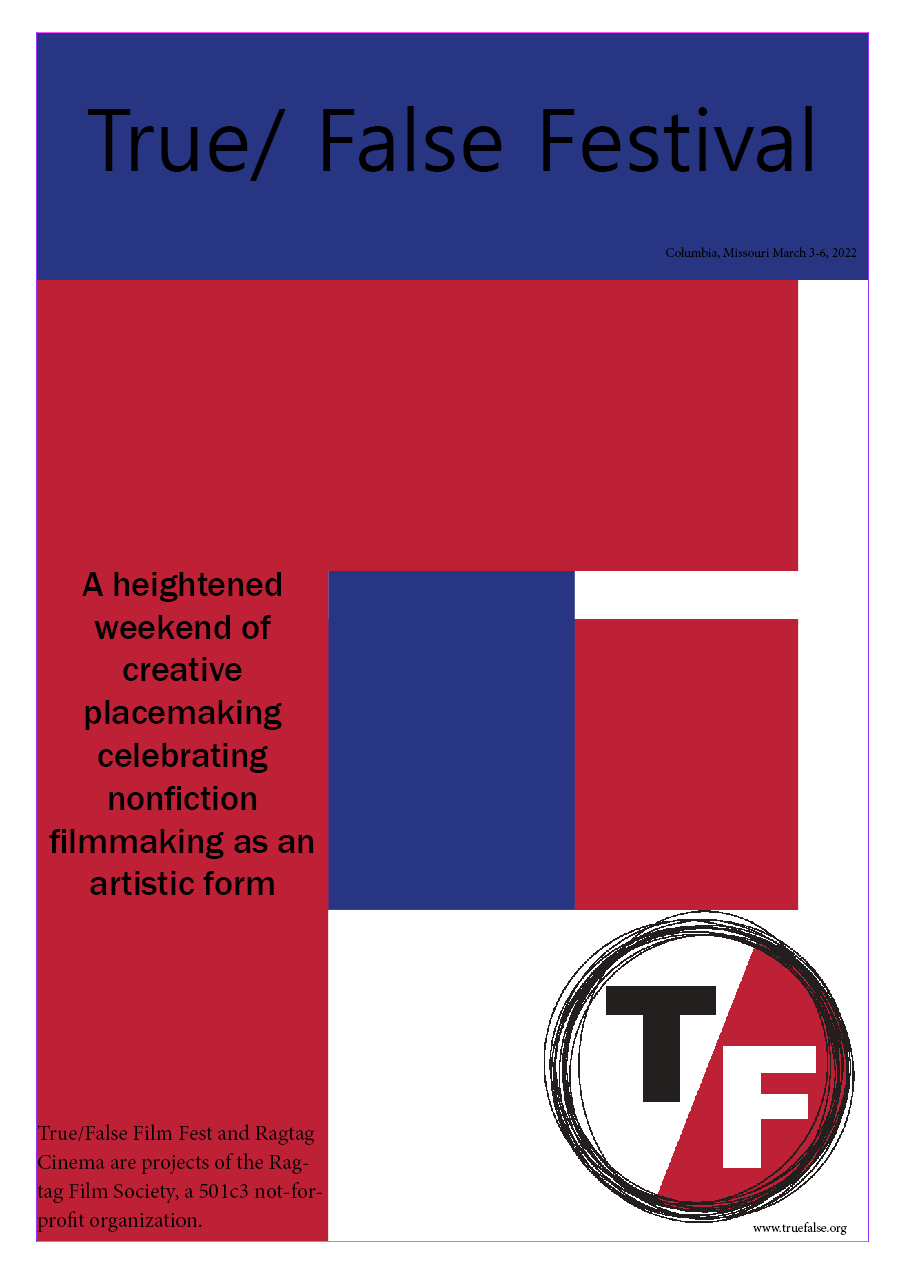 True/ False Festival
Columbia, Missouri March 3-6, 2022
A heightened
weekend of
creative
placemaking
celebrating
nonfiction
filmmaking as an
artistic form
T
F
True/False Film Fest and Ragtag
Cinema are projects of the Rag-
tag Film Society, a 501c3 not-for-
profit organization.
www.truefalse.org